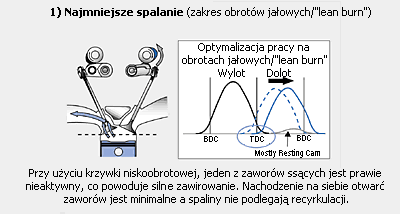 1) Najmniejsze spalanie (zakres obrotów jałowych/"lean burn")
Optymalizacja pracy na
obrotach jałowych/"lean burn"
Wylot Dolot
BDC TDC BDC
Mostly Resting Cam
Przy użyciu krzywki niskoobrotowej, jeden z zaworów ssących jest prawie
nieaktywny, co powoduje silne zawirowanie. Nachodzenie na siebie otwarć
zaworów jest minimalne a spaliny nie podlegają recyrkulacji.